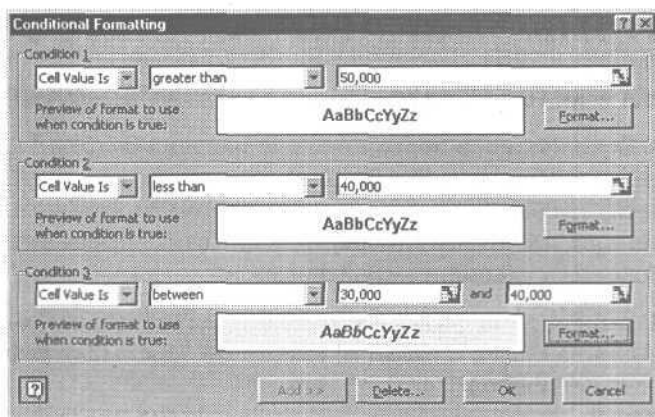 Conditional Formatting
Condition 1
Cell Value Is greater than 50,000
Preview of format to use
when condition is true:
AaBbCcYyZz
Format...
Condition 2
Cell Value Is less than 40,000
Preview of format to use
when condition is true:
AaBbCcYyZz
Format...
Condition 3
Cell Value Is between 30,000 and 40,000
Preview of format to use
when condition is true:
AaBbCcYyZz
Format...
Add >> Delete... OK Cancel